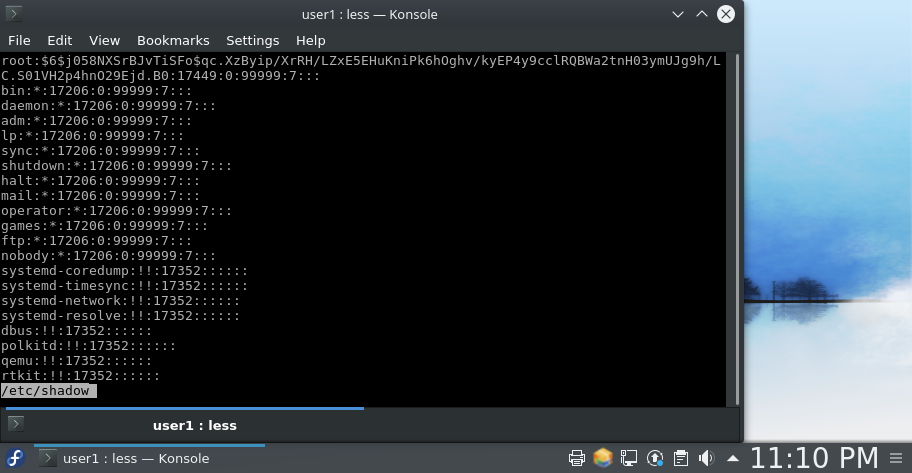 user1 : less — Konsole
File Edit View Bookmarks Settings Help
root:$6$j058NXSrBJvTiSFo$qc.XzByip/XrRH/LZxE5EHuKniPk6hOghv/kyEP4y9cclRQBWa2tnH03ymUJg9h/L
C.S01VH2p4hnO29Ejd.B0:17449:0:99999:7:::
bin:*:17206:0:99999:7:::
daemon:*:17206:0:99999:7:::
adm:*:17206:0:99999:7:::
lp:*:17206:0:99999:7:::
sync:*:17206:0:99999:7:::
shutdown:*:17206:0:99999:7:::
halt:*:17206:0:99999:7:::
mail:*:17206:0:99999:7:::
operator:*:17206:0:99999:7:::
games:*:17206:0:99999:7:::
ftp:*:17206:0:99999:7:::
nobody:*:17206:0:99999:7:::
systemd-coredump:!!:17352::::::
systemd-timesync:!!:17352::::::
systemd-network:!!:17352::::::
systemd-resolve:!!:17352::::::
dbus:!!:17352::::::
polkitd:!!:17352::::::
qemu:!!:17352::::::
rtkit:!!:17352::::::
/etc/shadow
user1 : less
user1 : less — Konsole
11:10 PM